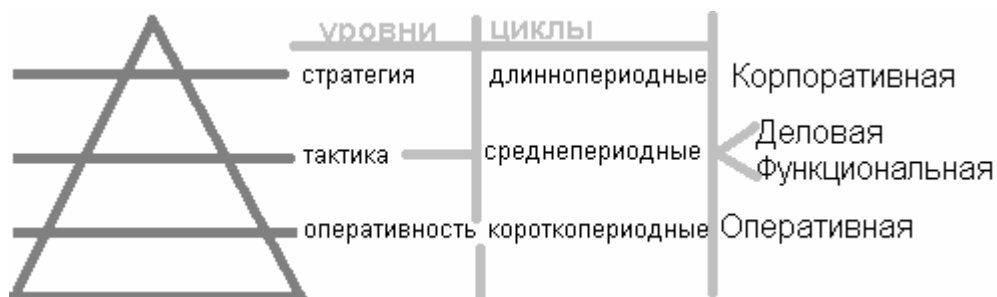 уровни циклы
стратегия длиннопериодные Корпоративная
тактика среднепериодные Деловая
Функциональная
оперативность короткопериодные Оперативная